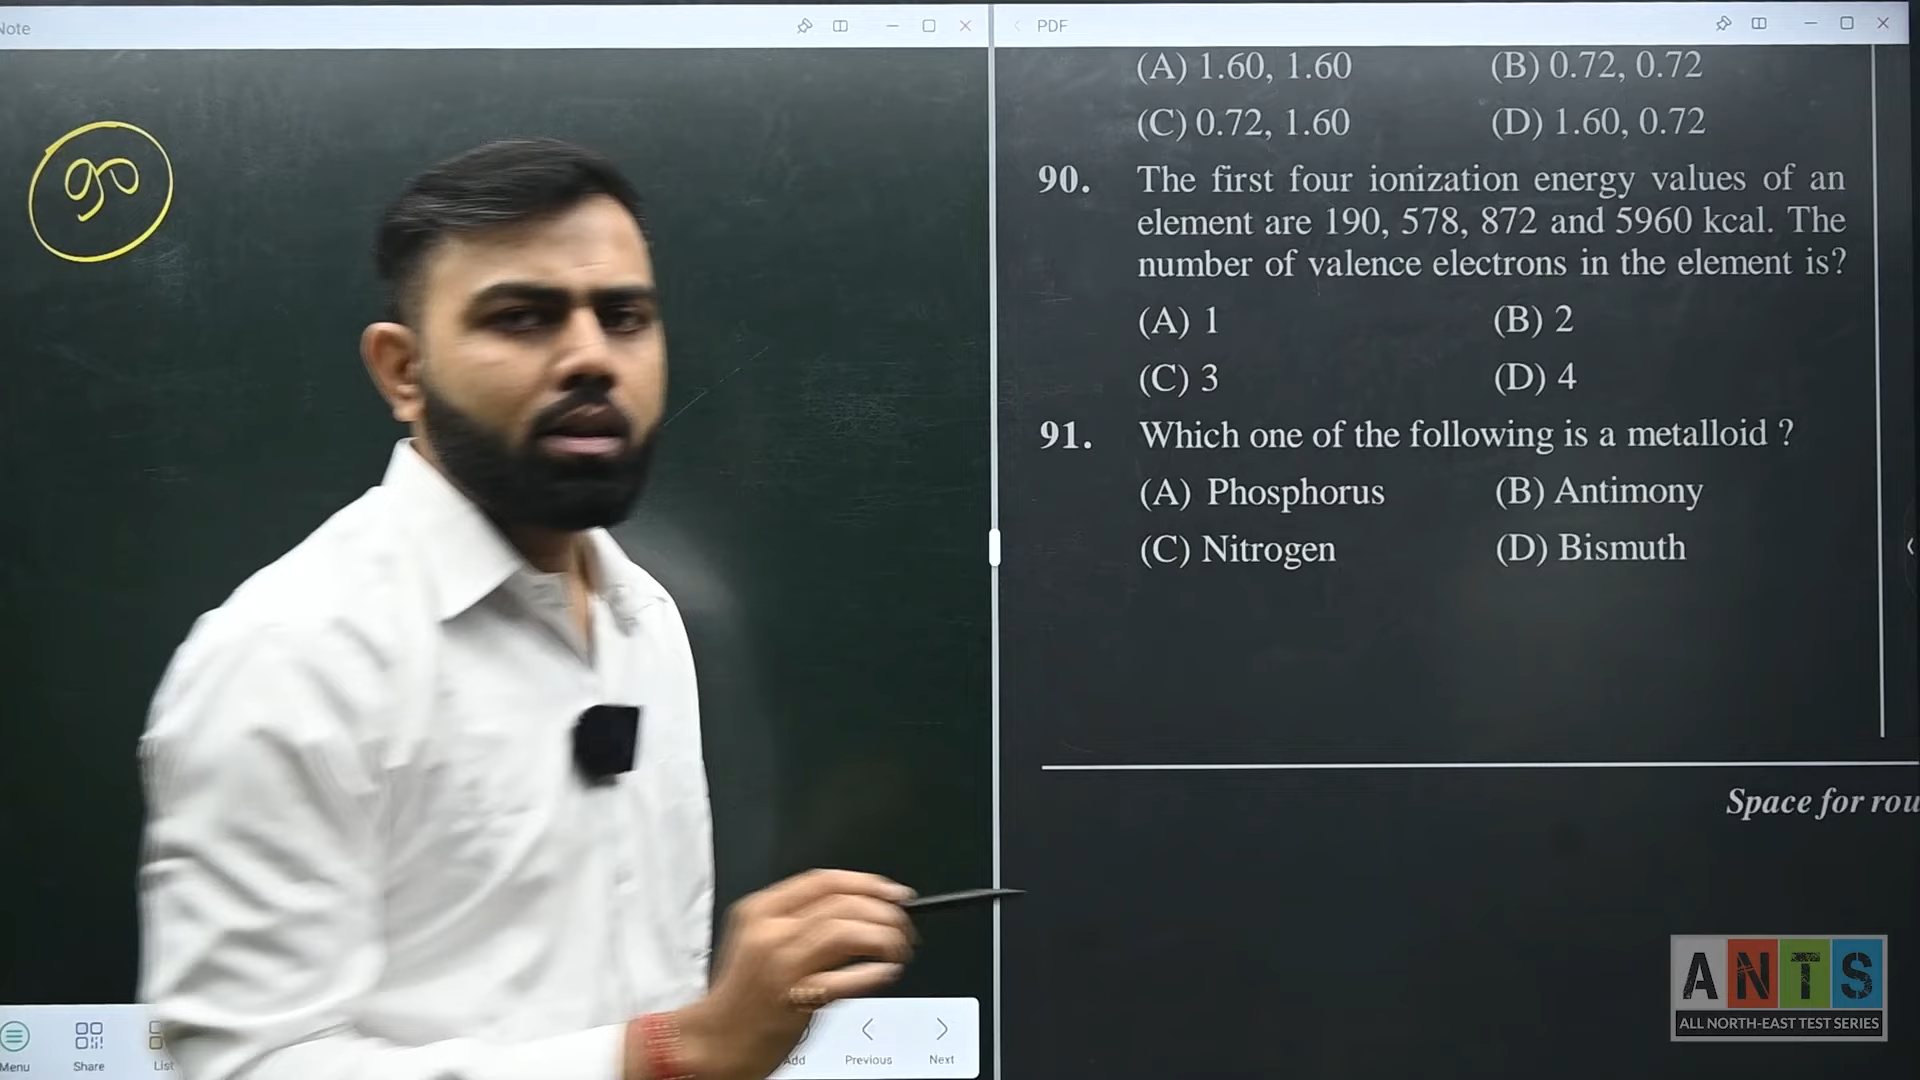 Note
PDF
90
(A) 1.60, 1.60 (B) 0.72, 0.72
(C) 0.72, 1.60 (D) 1.60, 0.72
90. The first four ionization energy values of an
element are 190, 578, 872 and 5960 kcal. The
number of valence electrons in the element is?
(A) 1 (B) 2
(C) 3 (D) 4
91. Which one of the following is a metalloid ?
(A) Phosphorus (B) Antimony
(C) Nitrogen (D) Bismuth
Space for rou
ANTS
ALL NORTH-EAST TEST SERIES
Menu Share List Add Previous Next